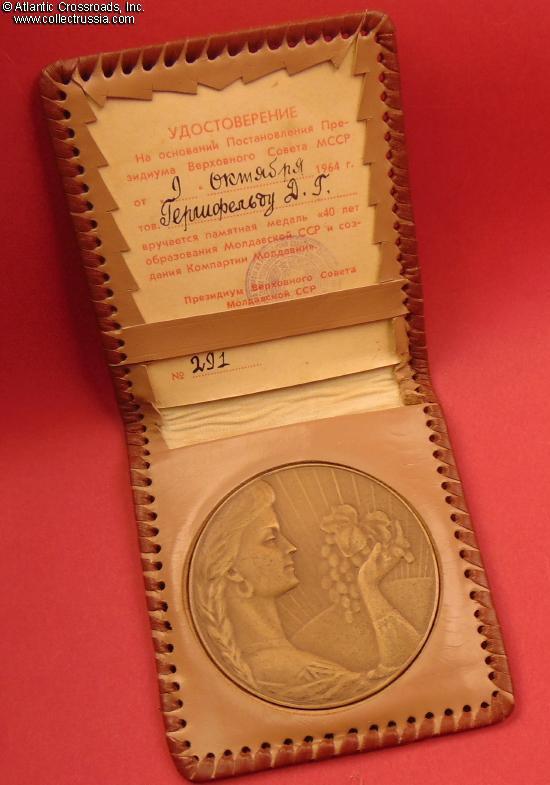 © Atlantic Crossroads, Inc.
www.collectrussia.com
УДОСТОВЕРЕНИЕ
На основании Постановления Пре-
зидиума Верховного Совета МССР
от „ 9 “ октября 1964 г.
тов. Гершфельду Д. Г.
вручается памятная медаль «40 лет
образования Молдавской ССР и соз-
дания Компартии Молдавии».
Президиум Верховного Совета
Молдавской ССР
№ 291